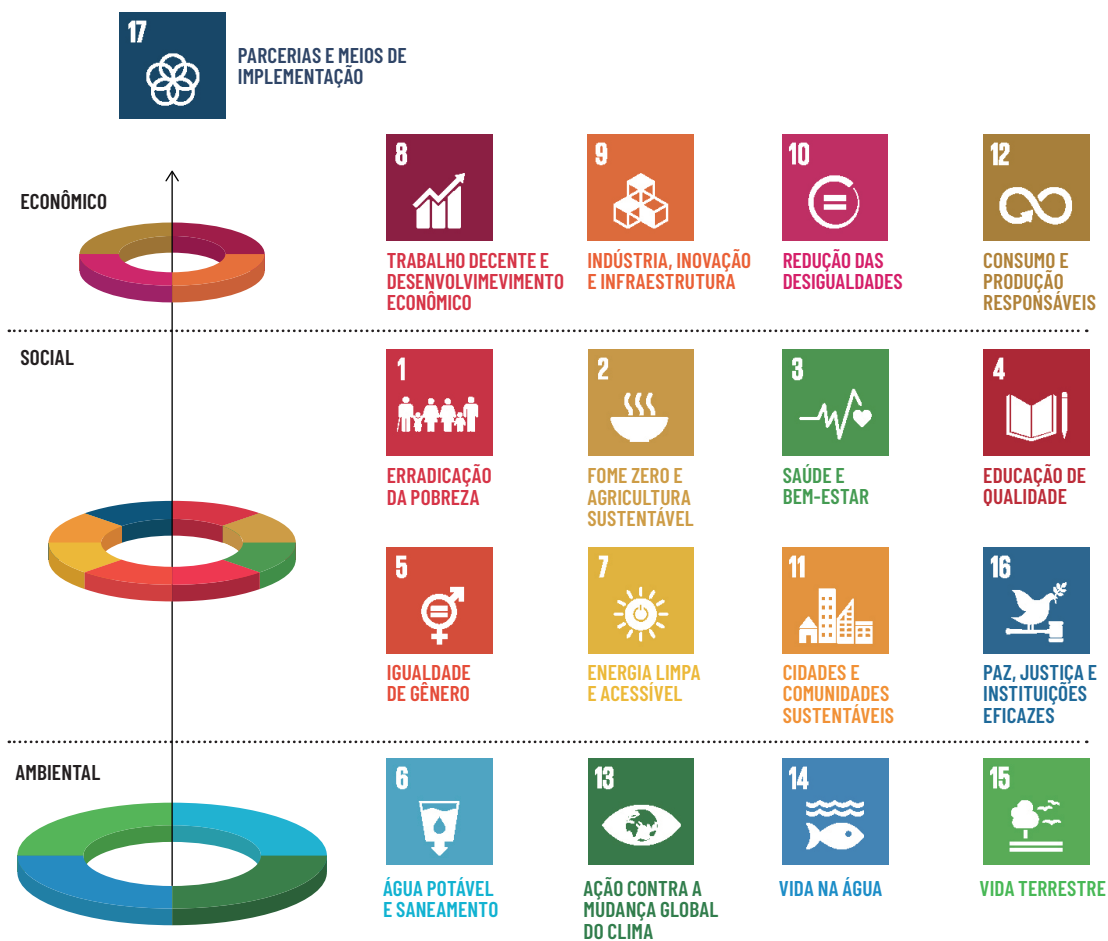 17
PARCERIAS E MEIOS DE
IMPLEMENTAÇÃO
ECONÔMICO
8
TRABALHO DECENTE E
DESENVOLVIMEVIMENTO
ECONÔMICO
9
INDÚSTRIA, INOVAÇÃO
E INFRAESTRUTURA
10
REDUÇÃO DAS
DESIGUALDADES
12
CONSUMO E
PRODUÇÃO
RESPONSÁVEIS
SOCIAL
1
ERRADICAÇÃO
DA POBREZA
2
FOME ZERO E
AGRICULTURA
SUSTENTÁVEL
3
SAÚDE E
BEM-ESTAR
4
EDUCAÇÃO DE
QUALIDADE
5
IGUALDADE
DE GÊNERO
7
ENERGIA LIMPA
E ACESSÍVEL
11
CIDADES E
COMUNIDADES
SUSTENTÁVEIS
16
PAZ, JUSTIÇA E
INSTITUIÇÕES
EFICAZES
AMBIENTAL
6
ÁGUA POTÁVEL
E SANEAMENTO
13
AÇÃO CONTRA A
MUDANÇA GLOBAL
DO CLIMA
14
VIDA NA ÁGUA
15
VIDA TERRESTRE